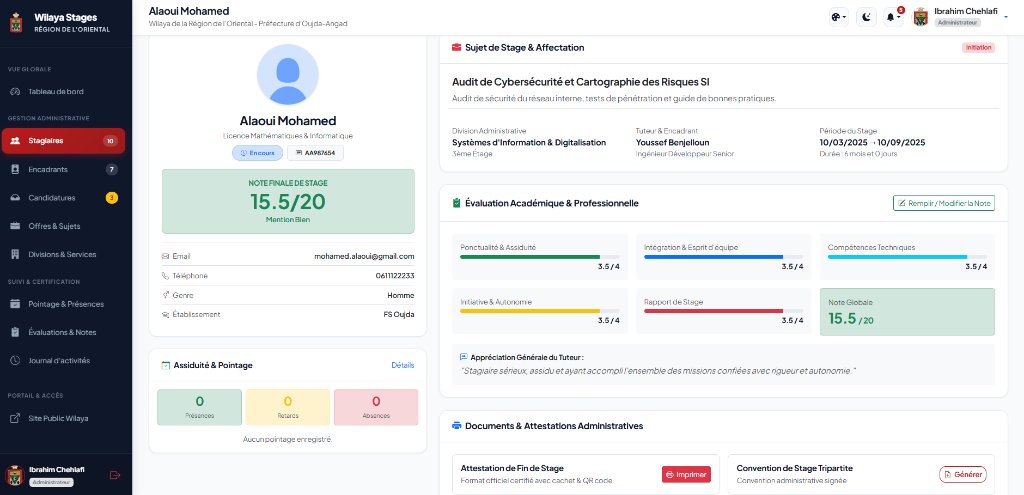 Wilaya Stages
RÉGION DE L'ORIENTAL
VUE GLOBALE
Tableau de bord
GESTION ADMINISTRATIVE
Stagiaires 10
Encadrants 7
Candidatures 3
Offres & Sujets
Divisions & Services
SUIVI & CERTIFICATION
Pointage & Présences
Évaluations & Notes
Journal d'activités
PORTAIL & ACCÈS
Site Public Wilaya
Ibrahim Chehlafi
Administrateur
Alaoui Mohamed
Wilaya de la Région de l'Oriental - Préfecture d'Oujda-Angad
5
Ibrahim Chehlafi
Administrateur
Alaoui Mohamed
Licence Mathématiques & Informatique
En cours
AA987654
NOTE FINALE DE STAGE
15.5/20
Mention Bien
Email mohamed.alaoui@gmail.com
Téléphone 0611122233
Genre Homme
Établissement FS Oujda
Assiduité & Pointage Détails
0 0 0
Présences Retards Absences
Aucun pointage enregistré.
Sujet de Stage & Affectation Initiation
Audit de Cybersécurité et Cartographie des Risques SI
Audit de sécurité du réseau interne, tests de pénétration et guide de bonnes pratiques.
Division Administrative Tuteur & Encadrant Période du Stage
Systèmes d'Information & Digitalisation Youssef Benjelloun 10/03/2025 → 10/09/2025
3ème Étage Ingénieur Développeur Senior Durée : 6 mois et 0 jours
Évaluation Académique & Professionnelle Remplir / Modifier la Note
Ponctualité & Assiduité Intégration & Esprit d'équipe Compétences Techniques
3.5 / 4 3.5 / 4 3.5 / 4
Initiative & Autonomie Rapport de Stage Note Globale
3.5 / 4 3.5 / 4 15.5 / 20
Appréciation Générale du Tuteur :
"Stagiaire sérieux, assidu et ayant accompli l'ensemble des missions confiées avec rigueur et autonomie."
Documents & Attestations Administratives
Attestation de Fin de Stage Imprimer Convention de Stage Tripartite Générer
Format officiel certifié avec cachet & QR code Convention administrative signée